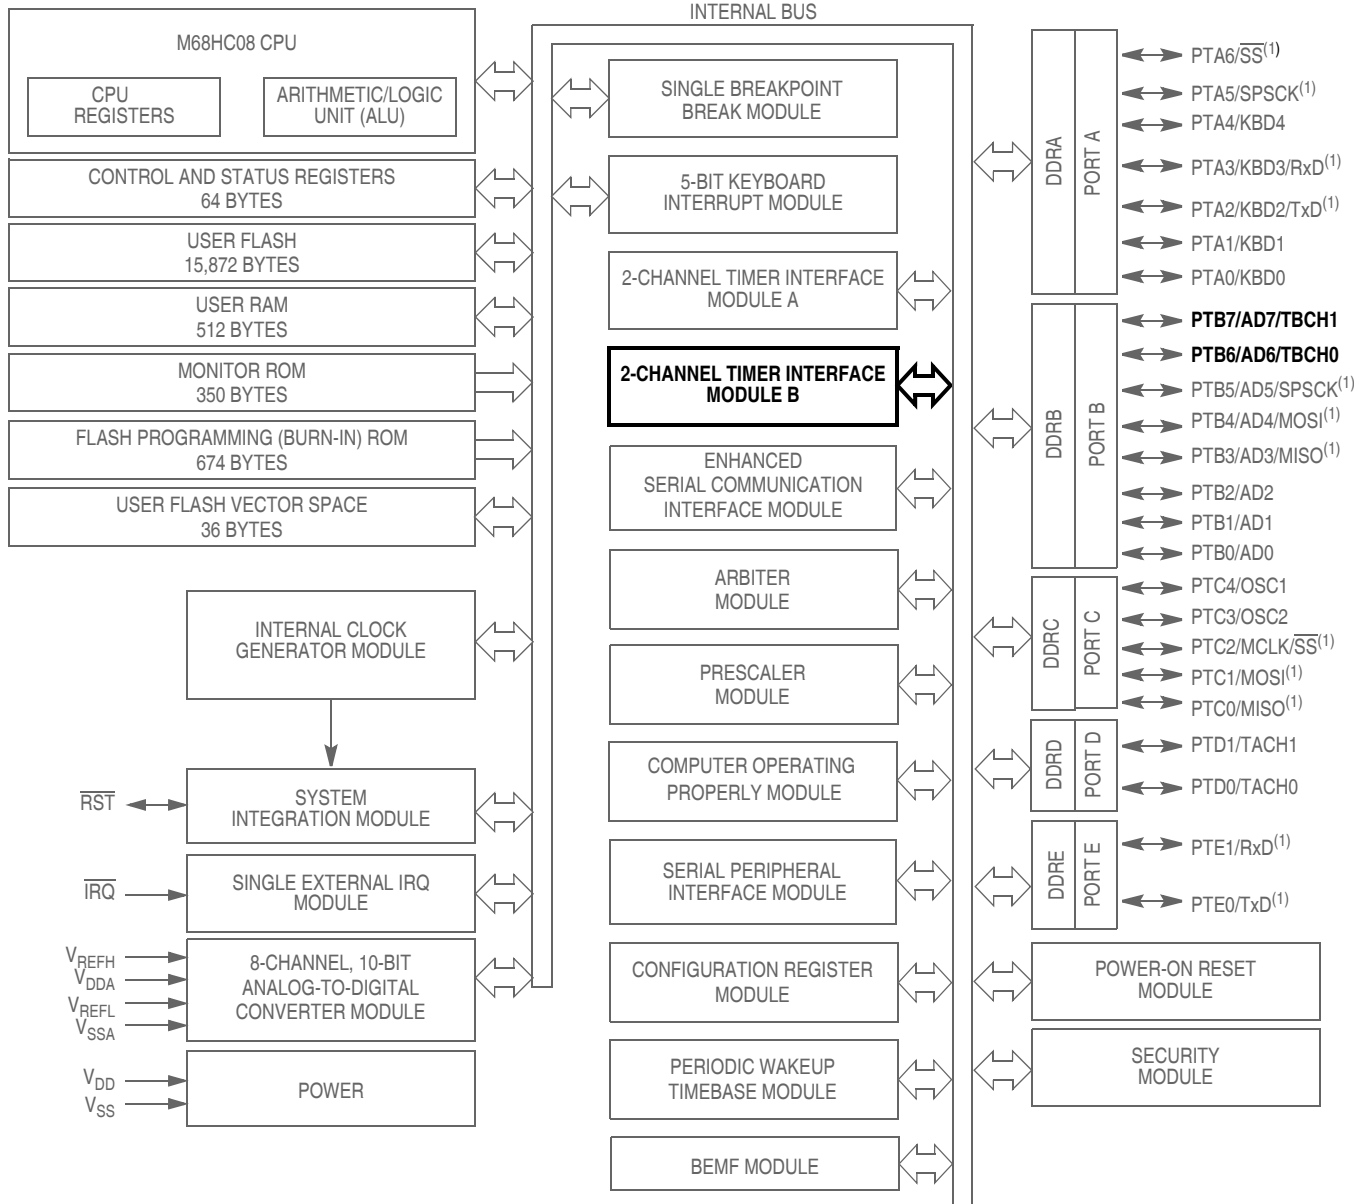 INTERNAL BUS
M68HC08 CPU
CPU
REGISTERS
ARITHMETIC/LOGIC
UNIT (ALU)
CONTROL AND STATUS REGISTERS
64 BYTES
USER FLASH
15,872 BYTES
USER RAM
512 BYTES
MONITOR ROM
350 BYTES
FLASH PROGRAMMING (BURN-IN) ROM
674 BYTES
USER FLASH VECTOR SPACE
36 BYTES
INTERNAL CLOCK
GENERATOR MODULE
RST
SYSTEM
INTEGRATION MODULE
IRQ
SINGLE EXTERNAL IRQ
MODULE
VREFH
VDDA
VREFL
VSSA
8-CHANNEL, 10-BIT
ANALOG-TO-DIGITAL
CONVERTER MODULE
VDD
VSS
POWER
SINGLE BREAKPOINT
BREAK MODULE
5-BIT KEYBOARD
INTERRUPT MODULE
2-CHANNEL TIMER INTERFACE
MODULE A
2-CHANNEL TIMER INTERFACE
MODULE B
ENHANCED
SERIAL COMMUNICATION
INTERFACE MODULE
ARBITER
MODULE
PRESCALER
MODULE
COMPUTER OPERATING
PROPERLY MODULE
SERIAL PERIPHERAL
INTERFACE MODULE
CONFIGURATION REGISTER
MODULE
PERIODIC WAKEUP
TIMEBASE MODULE
BEMF MODULE
DDRA
PORT A
PTA6/SS(1)
PTA5/SPSCK(1)
PTA4/KBD4
PTA3/KBD3/RxD(1)
PTA2/KBD2/TxD(1)
PTA1/KBD1
PTA0/KBD0
DDRB
PORT B
PTB7/AD7/TBCH1
PTB6/AD6/TBCH0
PTB5/AD5/SPSCK(1)
PTB4/AD4/MOSI(1)
PTB3/AD3/MISO(1)
PTB2/AD2
PTB1/AD1
PTB0/AD0
DDRC
PORT C
PTC4/OSC1
PTC3/OSC2
PTC2/MCLK/SS(1)
PTC1/MOSI(1)
PTC0/MISO(1)
DDRD
PORT D
PTD1/TACH1
PTD0/TACH0
DDRE
PORT E
PTE1/RxD(1)
PTE0/TxD(1)
POWER-ON RESET
MODULE
SECURITY
MODULE